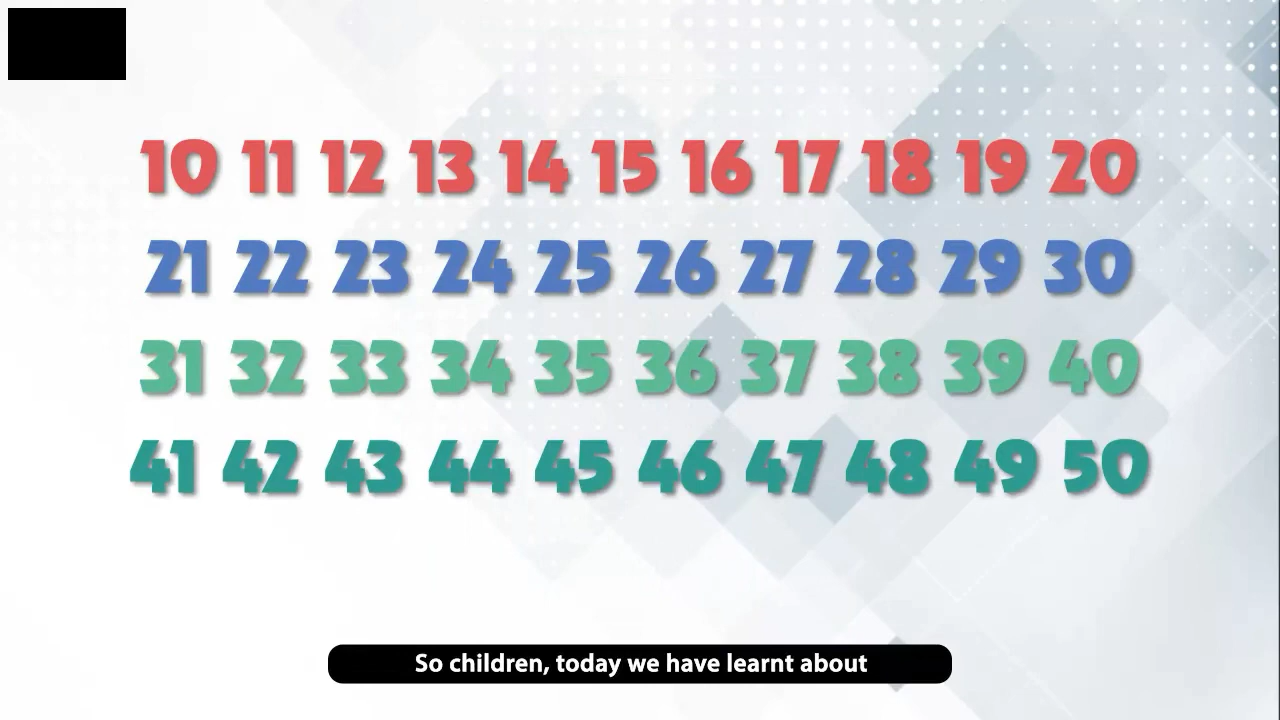 10 11 12 13 14 15 16 17 18 19 20
21 22 23 24 25 26 27 28 29 30
31 32 33 34 35 36 37 38 39 40
41 42 43 44 45 46 47 48 49 50
So children, today we have learnt about